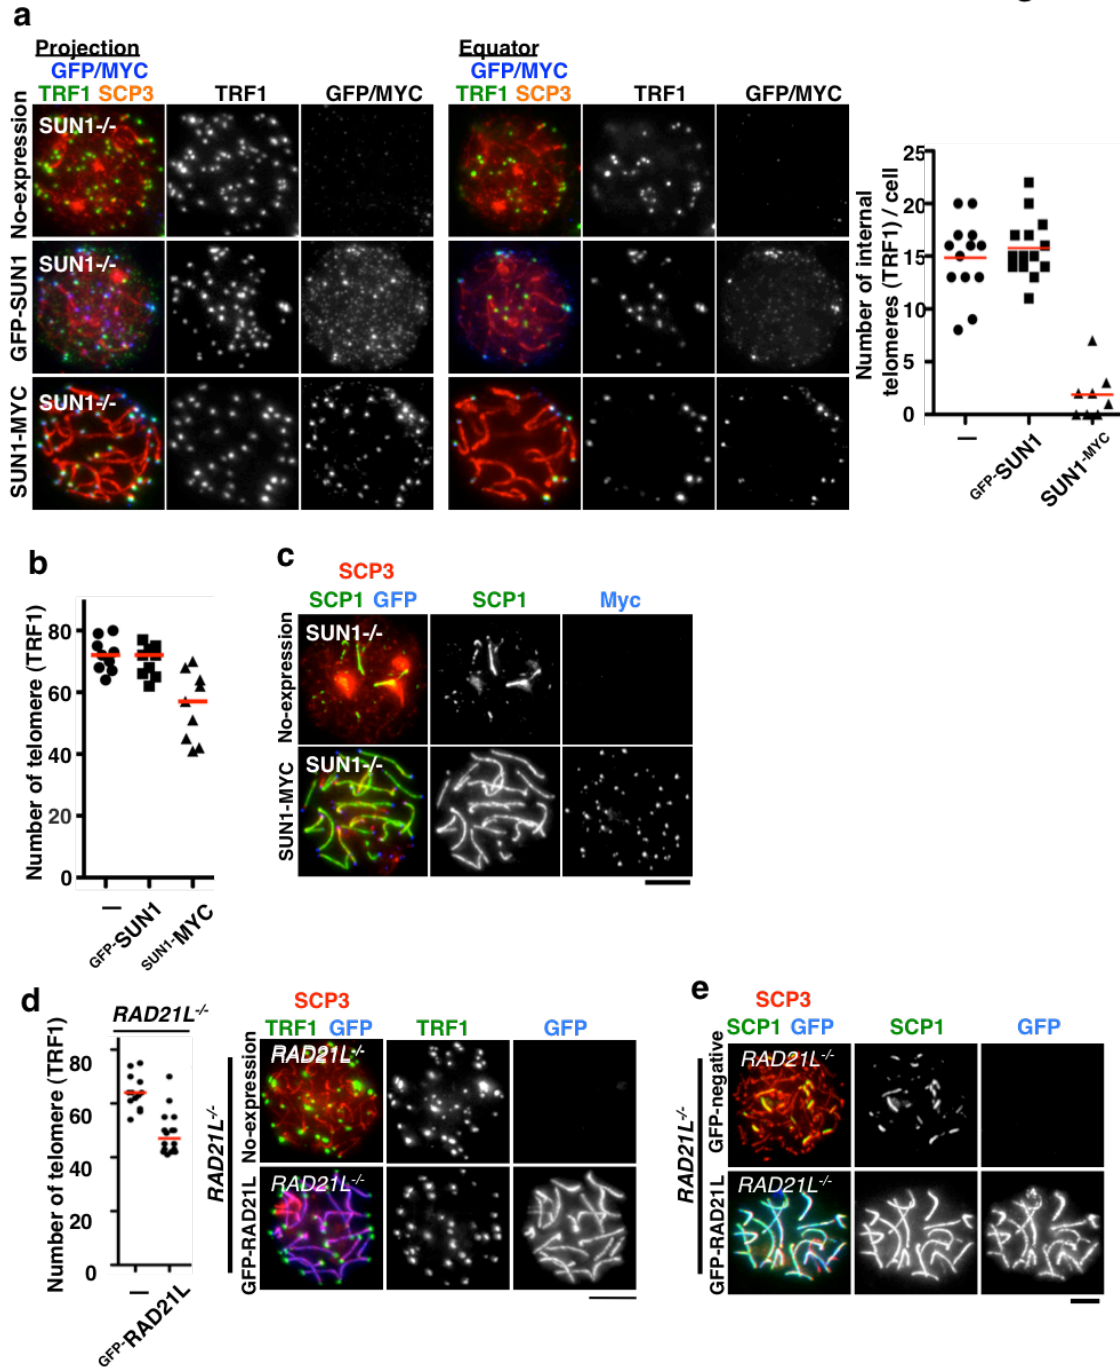 a
Projection
GFP/MYC
TRF1 SCP3
TRF1
GFP/MYC
Equator
GFP/MYC
TRF1 SCP3
TRF1
GFP/MYC
No-expression
SUN1-/-
GFP-SUN1
SUN1-/-
SUN1-MYC
SUN1-/-
Number of internal
telomeres (TRF1) / cell
25
20
15
10
5
0
—
GFP-SUN1
SUN1-MYC
b
Number of telomere (TRF1)
80
60
40
20
0
—
GFP-SUN1
SUN1-MYC
c
SCP3
SCP1 GFP
SCP1
Myc
No-expression
SUN1-/-
SUN1-MYC
SUN1-/-
d
RAD21L-/-
Number of telomere (TRF1)
80
60
40
20
0
—
GFP-RAD21L
SCP3
TRF1 GFP
TRF1
GFP
RAD21L-/-
No-expression
RAD21L-/-
GFP-RAD21L
RAD21L-/-
e
SCP3
SCP1 GFP
SCP1
GFP
RAD21L-/-
GFP-negative
RAD21L-/-
GFP-RAD21L
RAD21L-/-